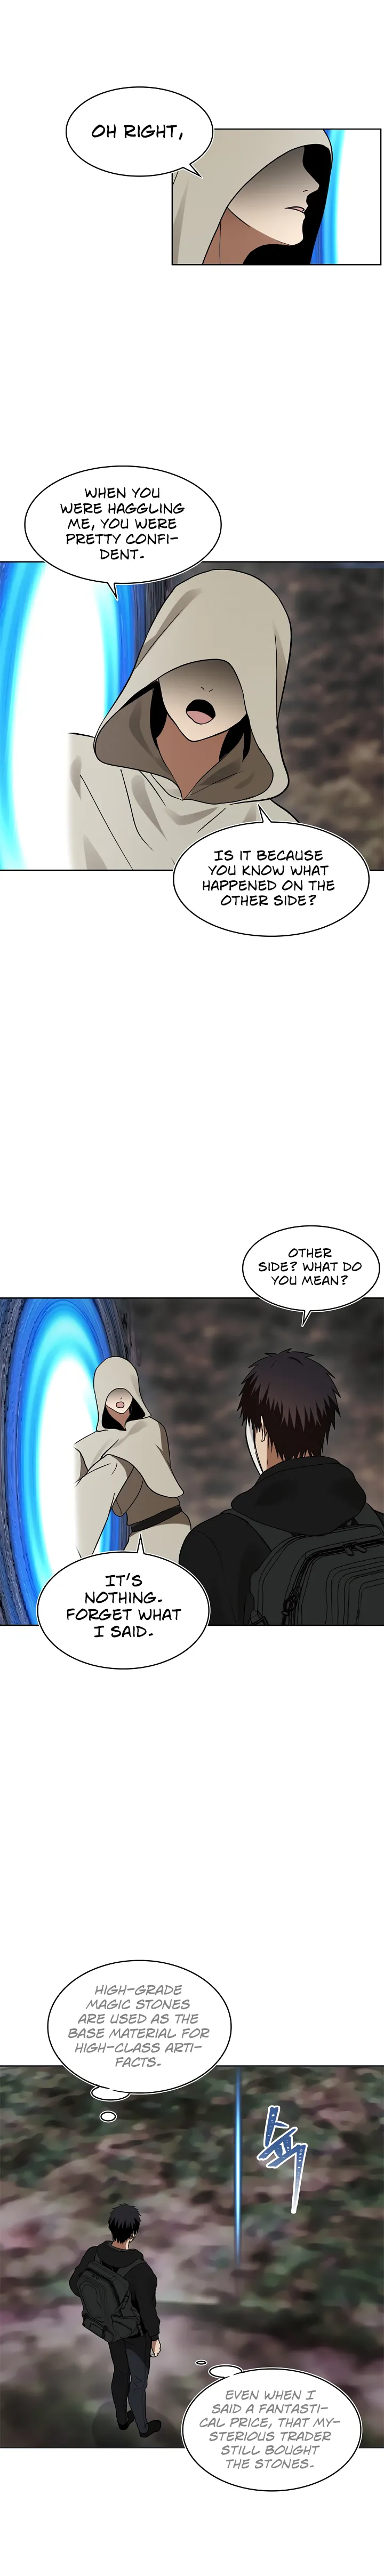 OH RIGHT,
WHEN YOU
WERE HAGGLING
ME, YOU WERE
PRETTY CONFI-
DENT.
IS IT BECAUSE
YOU KNOW WHAT
HAPPENED ON THE
OTHER SIDE?
OTHER
SIDE? WHAT DO
YOU MEAN?
IT'S
NOTHING.
FORGET WHAT
I SAID.
HIGH-GRADE
MAGIC STONES
ARE USED AS THE
BASE MATERIAL FOR
HIGH-CLASS ARTI-
FACTS.
EVEN WHEN I
SAID A FANTASTI-
CAL PRICE, THAT MY-
STERIOUS TRADER
STILL BOUGHT
THE STONES.